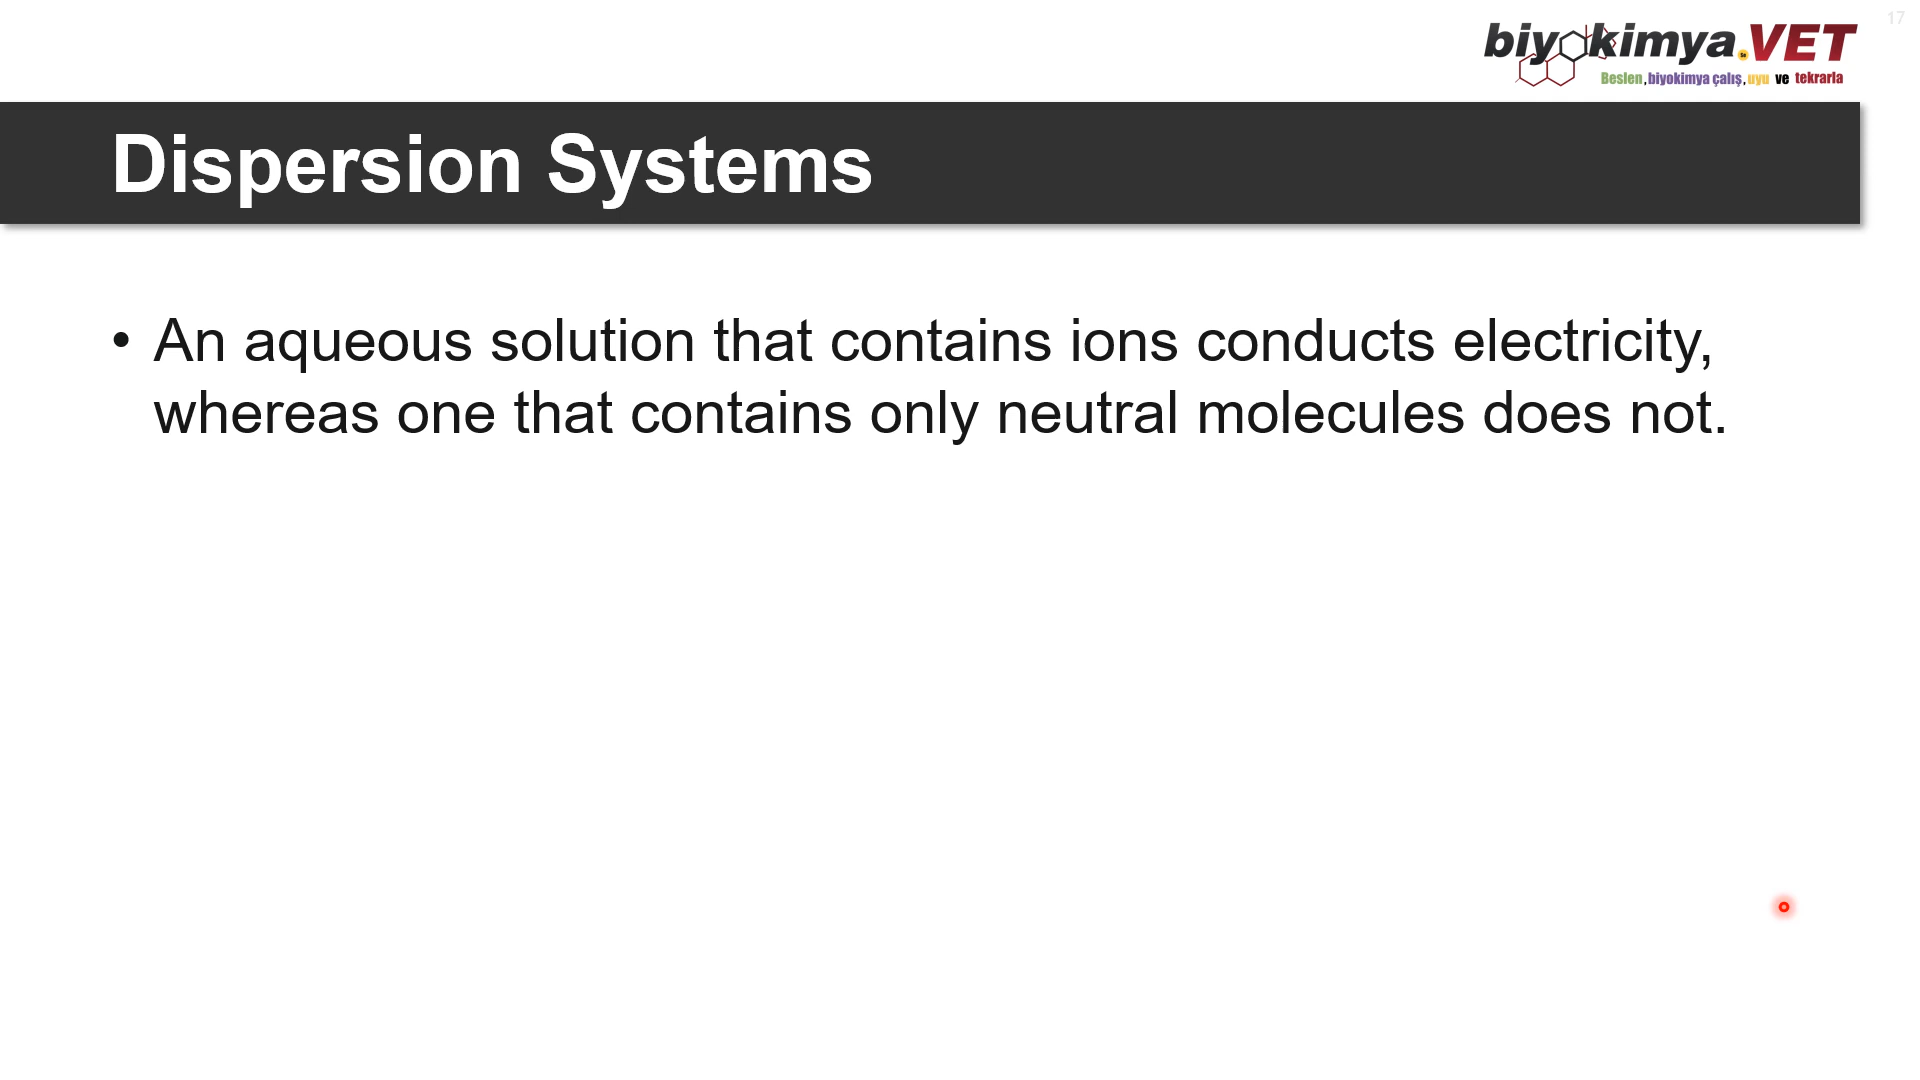 17
biyokimya.VET
Beslen, biyokimya çalış, uyu ve tekrarla
Dispersion Systems
• An aqueous solution that contains ions conducts electricity,
whereas one that contains only neutral molecules does not.